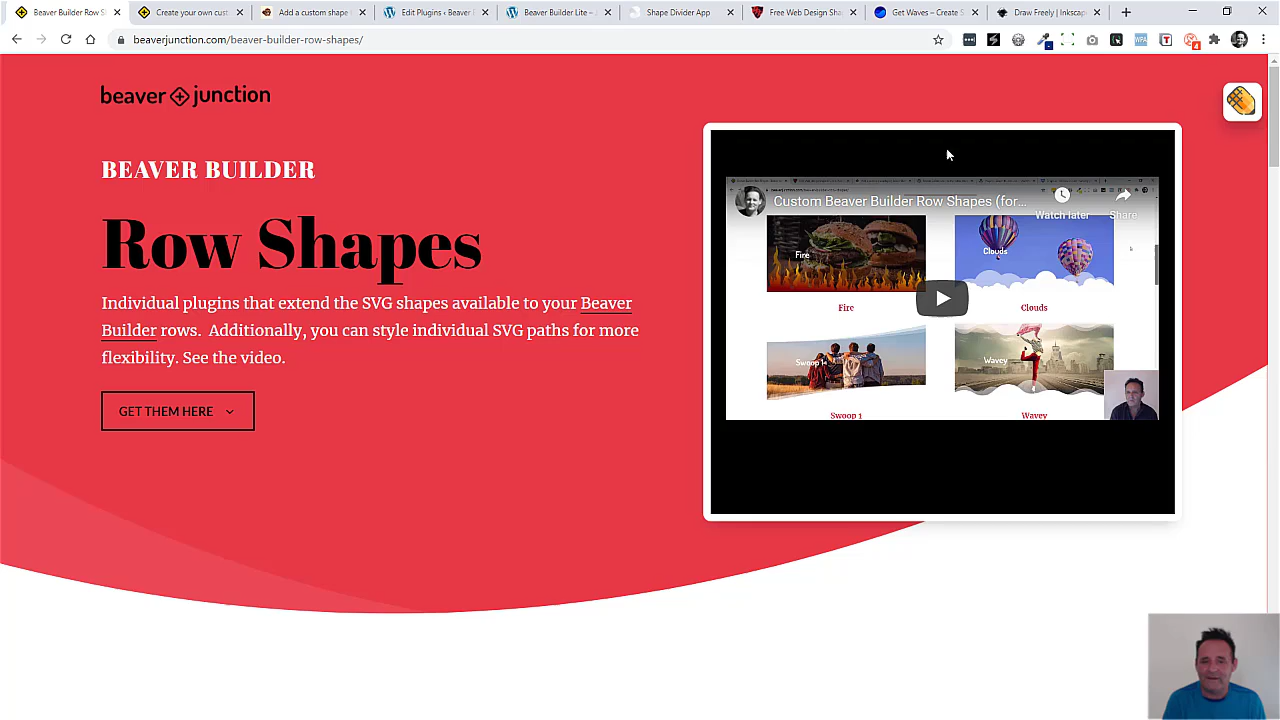 Beaver Builder Row S
Create your own cust
Add a custom shape
Edit Plugins ‹ Beaver
Beaver Builder Lite –
Shape Divider App
Free Web Design Sha
Get Waves – Create S
Draw Freely | Inkscap
beaverjunction.com/beaver-builder-row-shapes/
4
beaver junction
BEAVER BUILDER
Row Shapes
Individual plugins that extend the SVG shapes available to your Beaver
Builder rows. Additionally, you can style individual SVG paths for more
flexibility. See the video.
GET THEM HERE
Custom Beaver Builder Row Shapes (for...
Watch later
Share
Fire
Clouds
Fire
Clouds
Swoop
Wavey
Swoop 1
Wavey